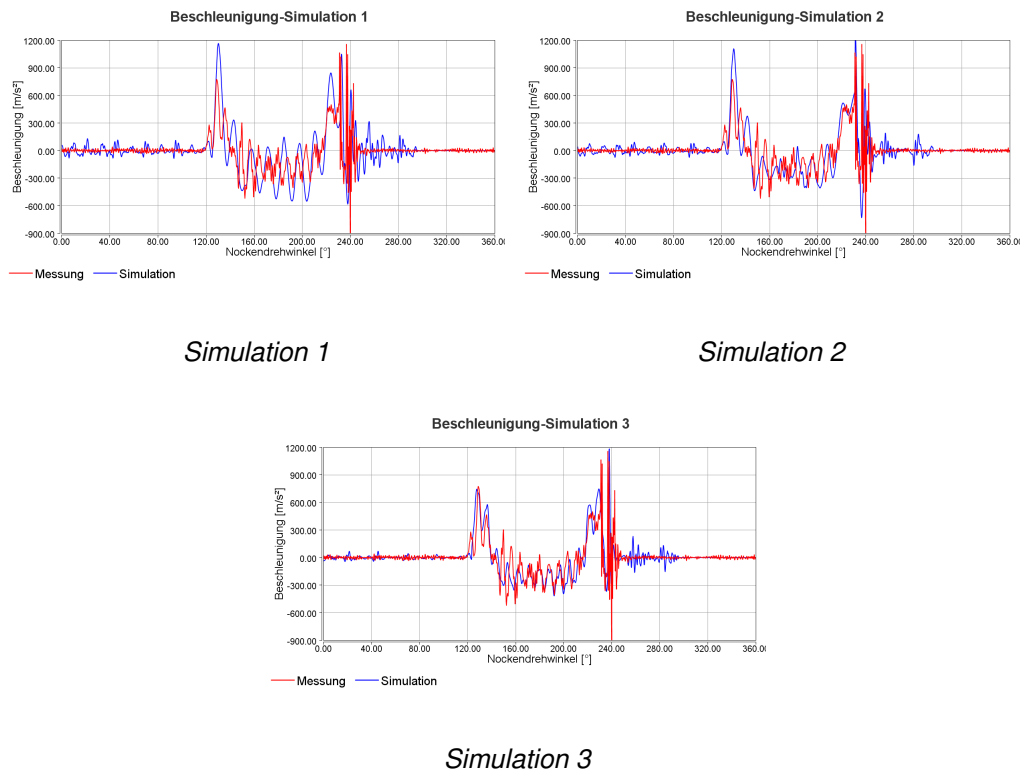 Beschleunigung-Simulation 1
Beschleunigung [m/s²]
1200.00
900.00
600.00
300.00
0.00
-300.00
-600.00
-900.00
0.00 40.00 80.00 120.00 160.00 200.00 240.00 280.00 320.00 360.0
Nockendrehwinkel [°]
Messung Simulation
Simulation 1
Beschleunigung-Simulation 2
Beschleunigung [m/s²]
1200.00
900.00
600.00
300.00
0.00
-300.00
-600.00
-900.00
0.00 40.00 80.00 120.00 160.00 200.00 240.00 280.00 320.00 360.0
Nockendrehwinkel [°]
Messung Simulation
Simulation 2
Beschleunigung-Simulation 3
Beschleunigung [m/s²]
1200.00
900.00
600.00
300.00
0.00
-300.00
-600.00
-900.00
0.00 40.00 80.00 120.00 160.00 200.00 240.00 280.00 320.00 360.0
Nockendrehwinkel [°]
Messung Simulation
Simulation 3